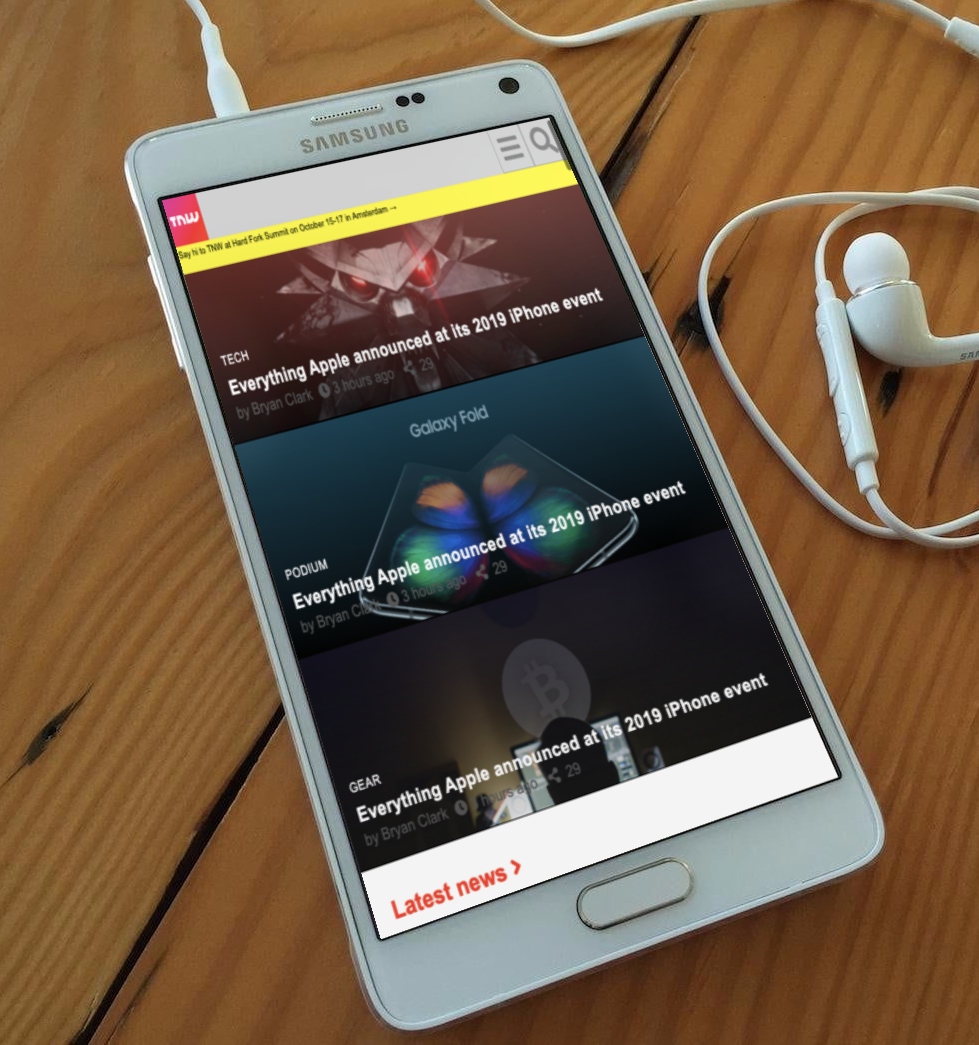 SAMSUNG
TNW
Say hi to TNW at Hard Fork Summit on October 15-17 in Amsterdam →
TECH
Everything Apple announced at its 2019 iPhone event
by Bryan Clark 3 hours ago 29
Galaxy Fold
PODIUM
Everything Apple announced at its 2019 iPhone event
by Bryan Clark 3 hours ago 29
GEAR
Everything Apple announced at its 2019 iPhone event
by Bryan Clark hours ago 29
Latest news >